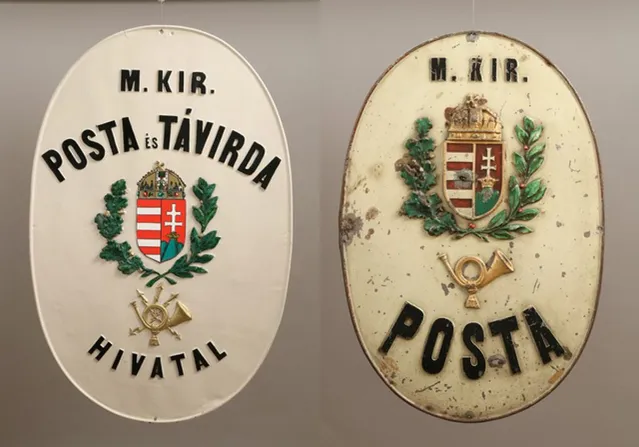 M. KIR.
POSTA ÉS TÁVIRDA
HIVATAL
M. KIR.
POSTA